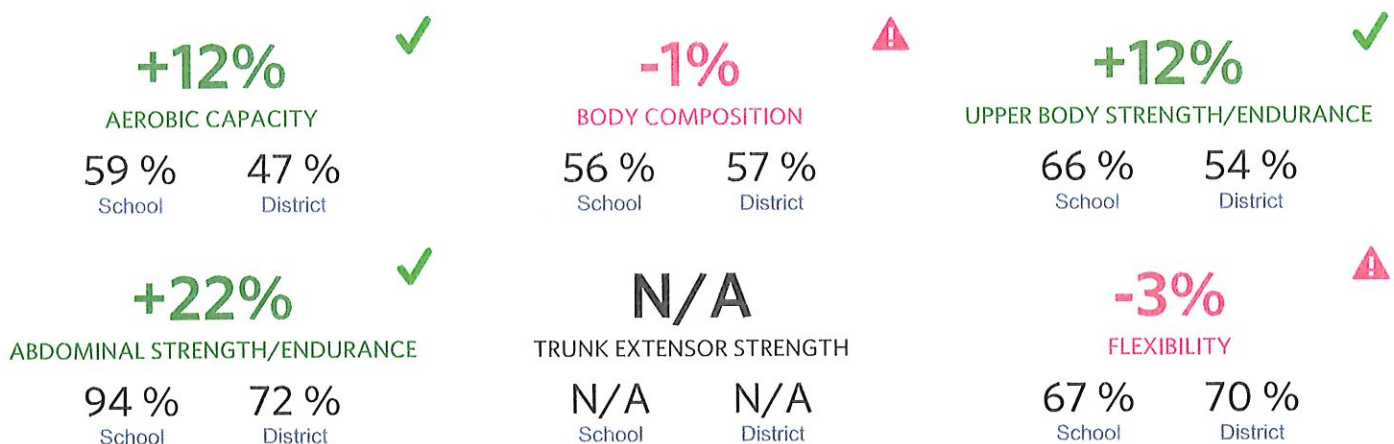 +12%
AEROBIC CAPACITY
59 % 47 %
School District
-1%
BODY COMPOSITION
56 % 57 %
School District
+12%
UPPER BODY STRENGTH/ENDURANCE
66 % 54 %
School District
+22%
ABDOMINAL STRENGTH/ENDURANCE
94 % 72 %
School District
N/A
TRUNK EXTENSOR STRENGTH
N/A N/A
School District
-3%
FLEXIBILITY
67 % 70 %
School District